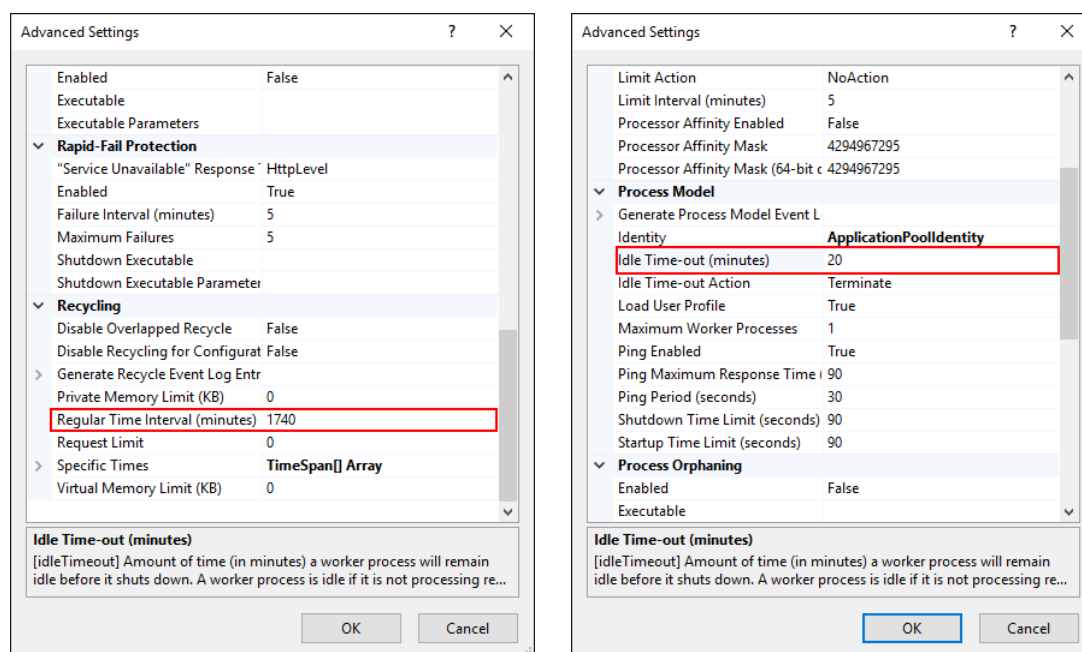 Advanced Settings ?
Enabled False
Executable
Executable Parameters
Rapid-Fail Protection
"Service Unavailable" Response HttpLevel
Enabled True
Failure Interval (minutes) 5
Maximum Failures 5
Shutdown Executable
Shutdown Executable Parameter
Recycling
Disable Overlapped Recycle False
Disable Recycling for Configurat False
Generate Recycle Event Log Entr
Private Memory Limit (KB) 0
Regular Time Interval (minutes) 1740
Request Limit 0
Specific Times TimeSpan[] Array
Virtual Memory Limit (KB) 0
Idle Time-out (minutes)
[idleTimeout] Amount of time (in minutes) a worker process will remain
idle before it shuts down. A worker process is idle if it is not processing re...
OK Cancel
Advanced Settings ?
Limit Action NoAction
Limit Interval (minutes) 5
Processor Affinity Enabled False
Processor Affinity Mask 4294967295
Processor Affinity Mask (64-bit c 4294967295
Process Model
Generate Process Model Event L
Identity ApplicationPoolIdentity
Idle Time-out (minutes) 20
Idle Time-out Action Terminate
Load User Profile True
Maximum Worker Processes 1
Ping Enabled True
Ping Maximum Response Time ( 90
Ping Period (seconds) 30
Shutdown Time Limit (seconds) 90
Startup Time Limit (seconds) 90
Process Orphaning
Enabled False
Executable
Idle Time-out (minutes)
[idleTimeout] Amount of time (in minutes) a worker process will remain
idle before it shuts down. A worker process is idle if it is not processing re...
OK Cancel